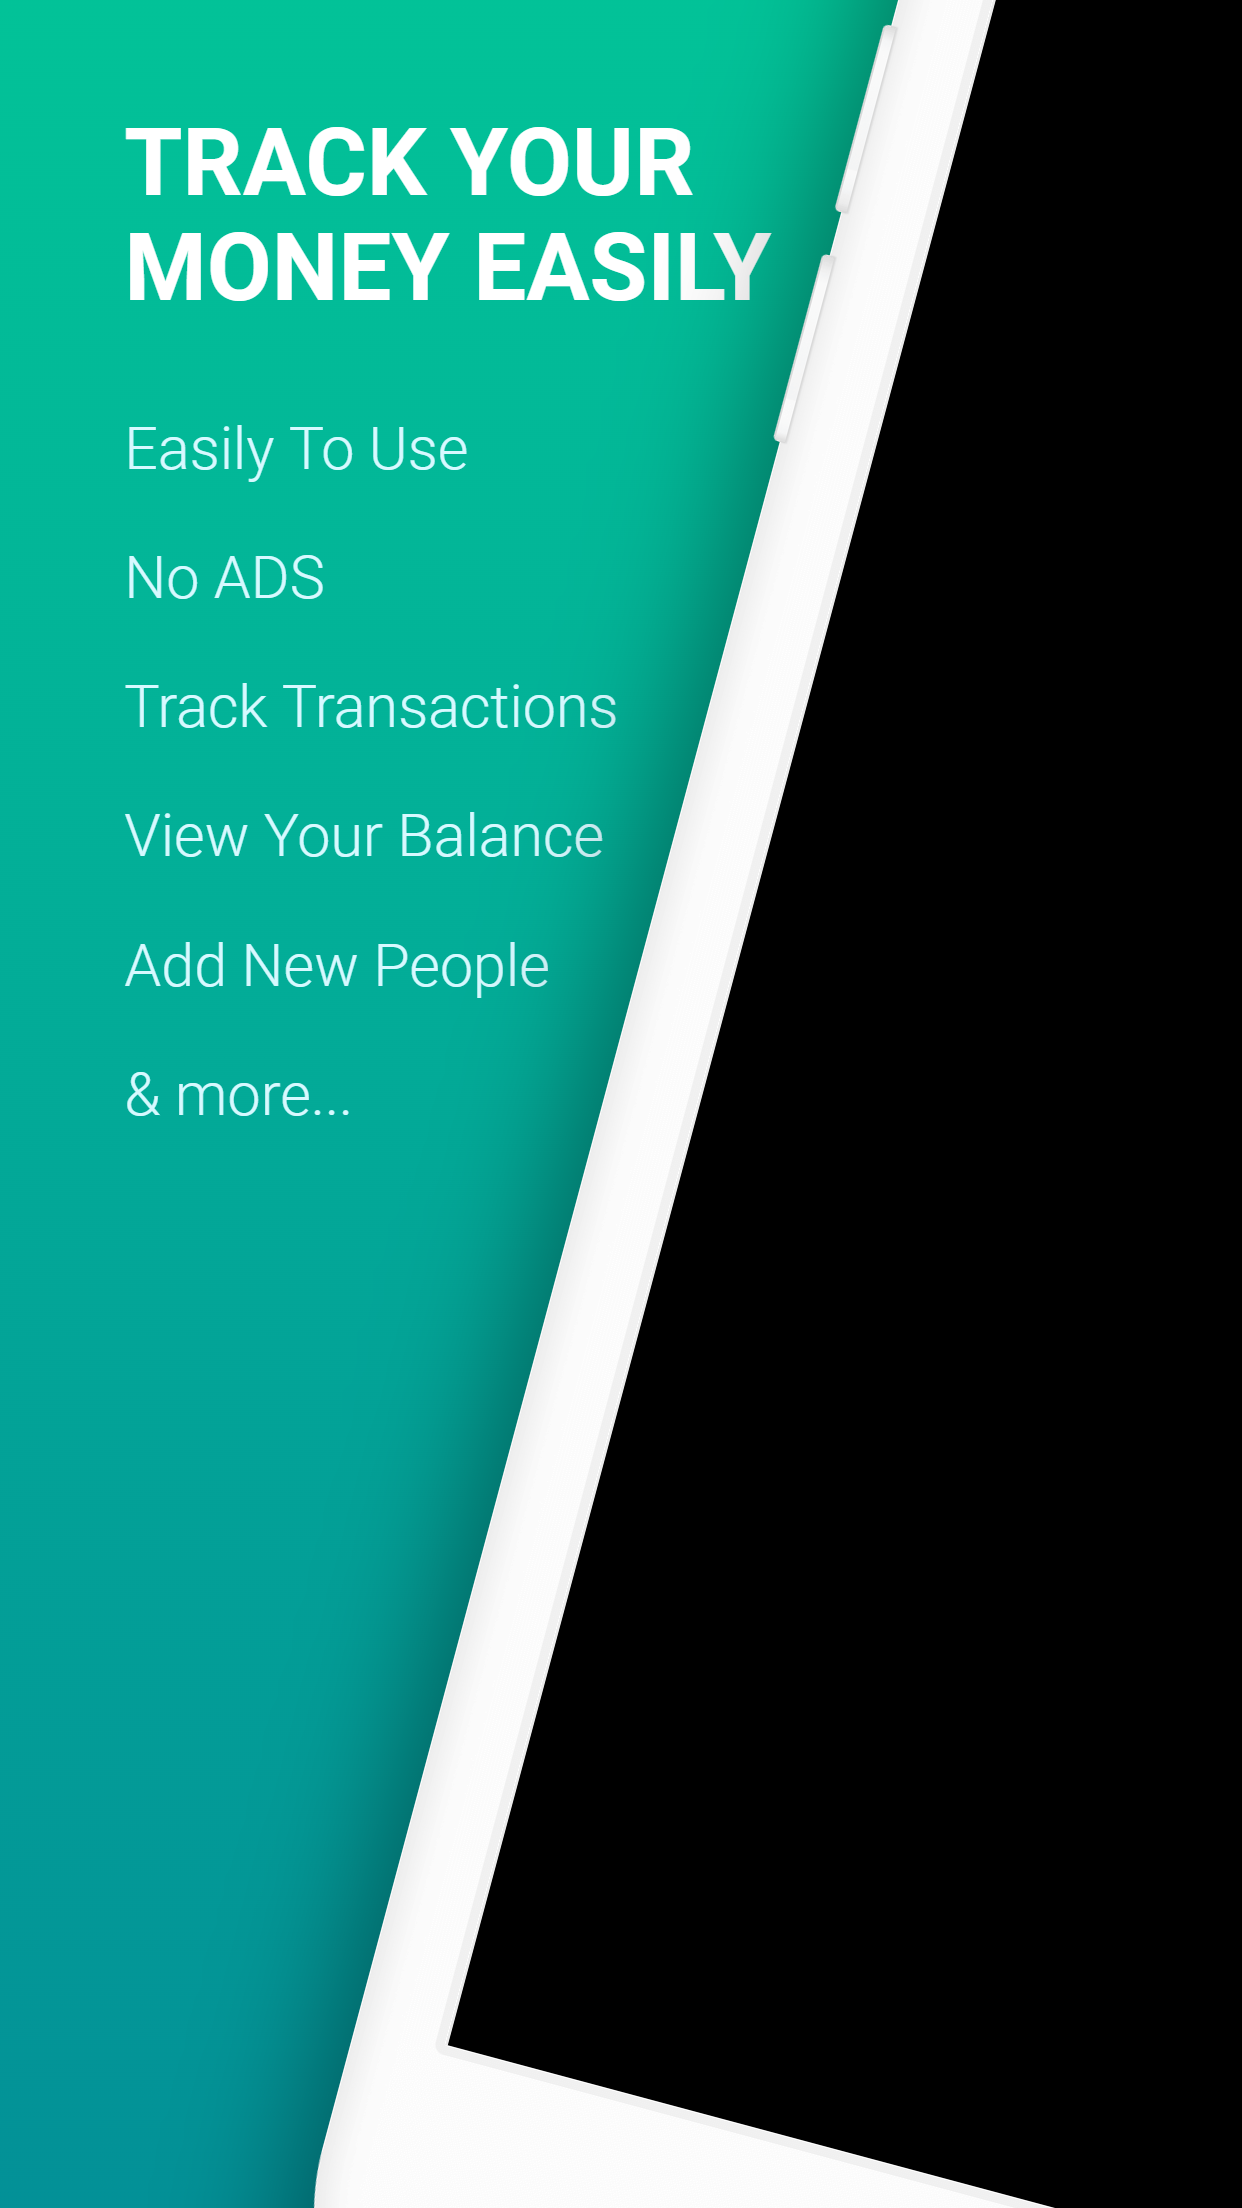 TRACK YOUR
MONEY EASILY
Easily To Use
No ADS
Track Transactions
View Your Balance
Add New People
& more...